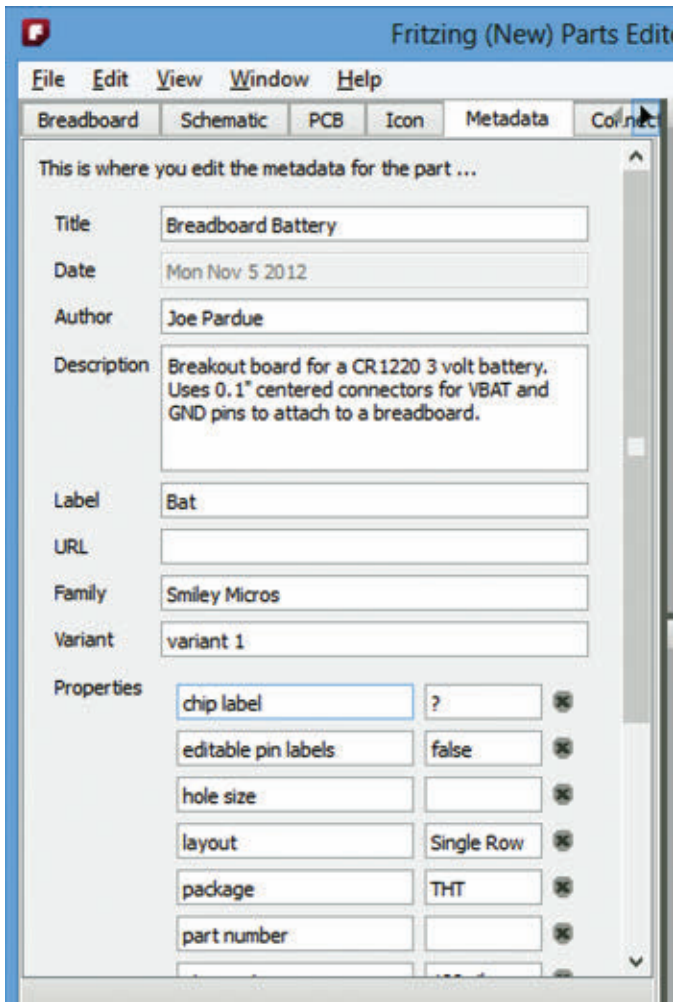 Fritzing (New) Parts
File Edit View Window Help
Breadboard Schematic PCB Icon Metadata
This is where you edit the metadata for the part ...
Title Breadboard Battery
Date Mon Nov 5 2012
Author Joe Pardue
Description Breakout board for a CR1220 3 volt battery.
Uses 0.1" centered connectors for VBAT and
GND pins to attach to a breadboard.
Label Bat
URL
Family Smiley Micros
Variant variant 1
Properties
chip label ?
editable pin labels false
hole size
layout Single Row
package THT
part number